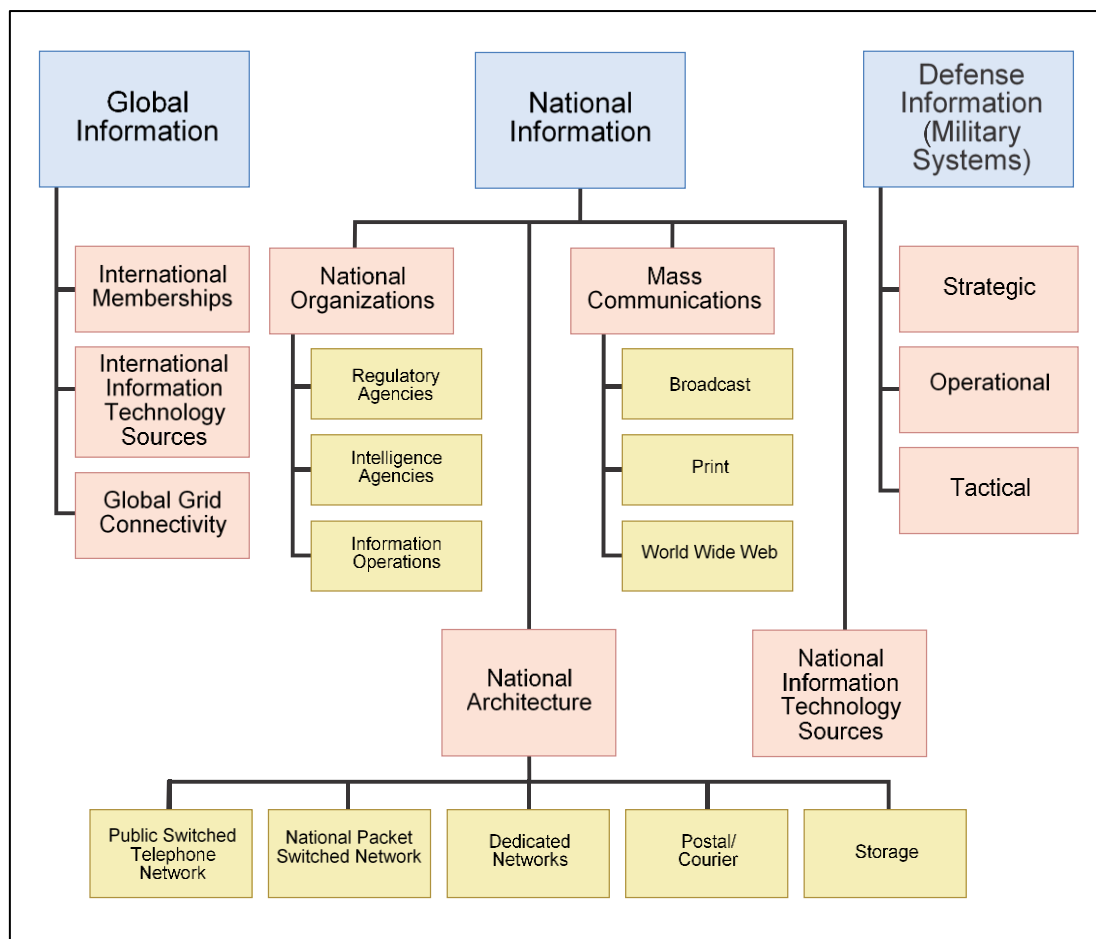 Global
Information
National
Information
Defense
Information
(Military
Systems)
International
Memberships
International
Information
Technology
Sources
Global Grid
Connectivity
National
Organizations
Regulatory
Agencies
Intelligence
Agencies
Information
Operations
Mass
Communications
Broadcast
Print
World Wide Web
Strategic
Operational
Tactical
National
Architecture
National
Information
Technology
Sources
Public Switched
Telephone
Network
National Packet
Switched Network
Dedicated
Networks
Postal/
Courier
Storage